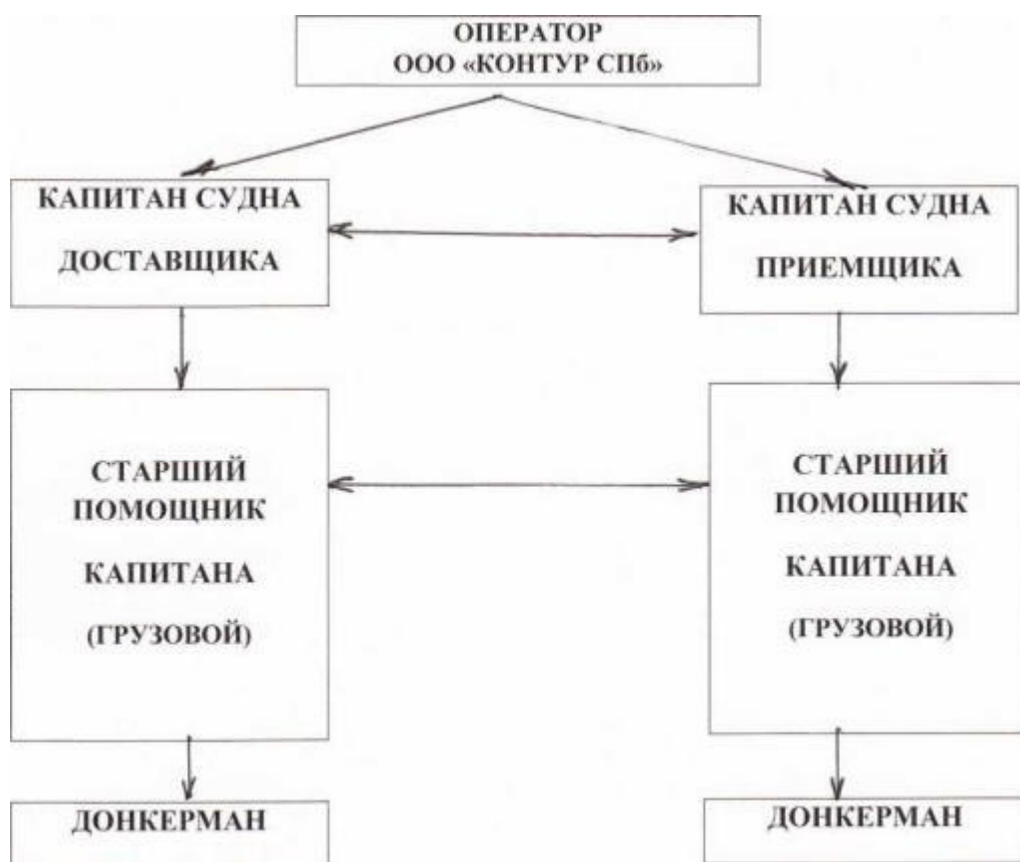 ОПЕРАТОР
ООО «КОНТУР СПб»
КАПИТАН СУДНА
ДОСТАВЩИКА
КАПИТАН СУДНА
ПРИЕМЩИКА
СТАРШИЙ
ПОМОЩНИК
КАПИТАНА
(ГРУЗОВОЙ)
СТАРШИЙ
ПОМОЩНИК
КАПИТАНА
(ГРУЗОВОЙ)
ДОНКЕРМАН
ДОНКЕРМАН